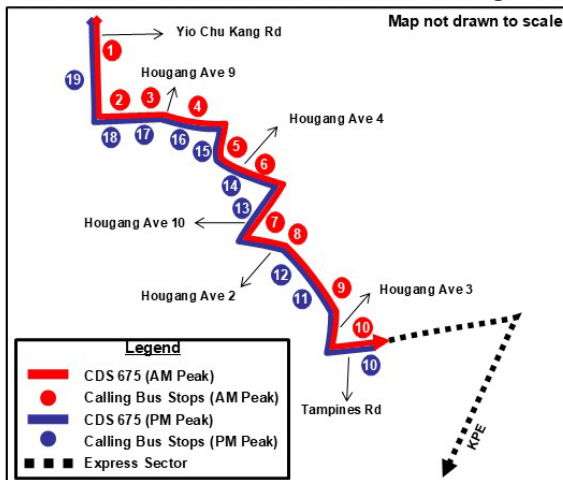 Map not drawn to scale
Yio Chu Kang Rd
1
19
Hougang Ave 9
2
3
4
18
17
16
15
Hougang Ave 4
5
6
14
13
Hougang Ave 10
7
8
12
11
Hougang Ave 2
9
Hougang Ave 3
10
10
Tampines Rd
KPE
Legend
CDS 675 (AM Peak)
Calling Bus Stops (AM Peak)
CDS 675 (PM Peak)
Calling Bus Stops (PM Peak)
Express Sector